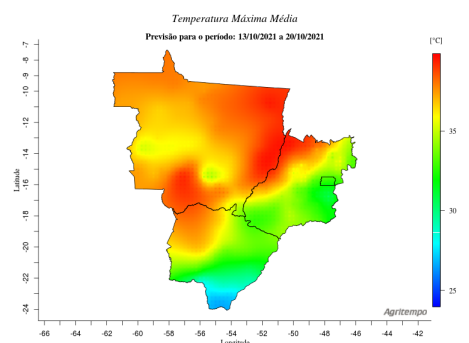 Temperatura Máxima Média
Previsão para o período: 13/10/2021 a 20/10/2021
[°C]
-7
-8
-9
-10
-12
-14
-16
-18
-20
-22
-24
Latitude
35
30
25
Agritempo
-66 -64 -62 -60 -58 -56 -54 -52 -50 -48 -46 -44 -42
Longitude